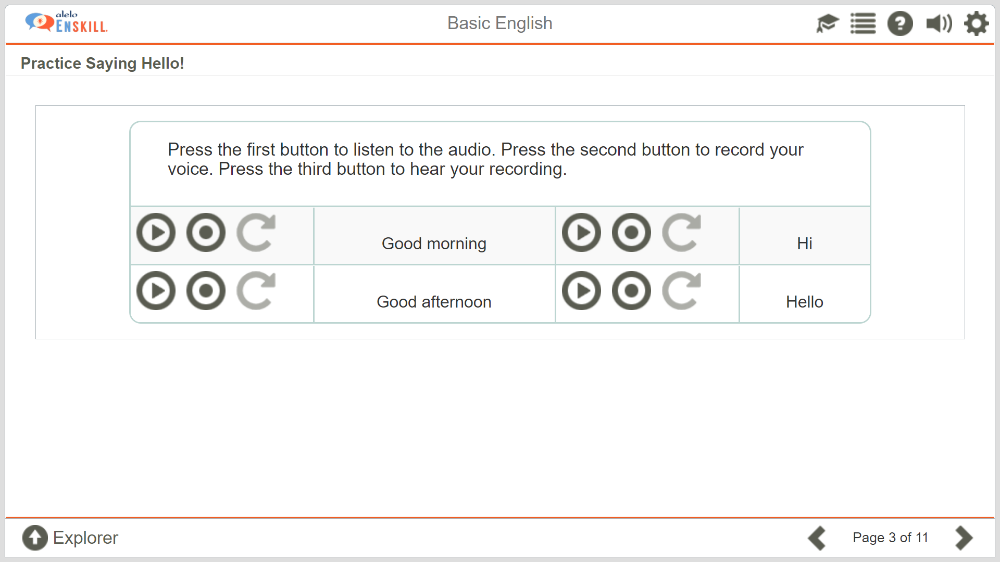 alelo
ENSKILL.
Basic English
Practice Saying Hello!
Press the first button to listen to the audio. Press the second button to record your
voice. Press the third button to hear your recording.
Good morning
Hi
Good afternoon
Hello
Explorer
Page 3 of 11